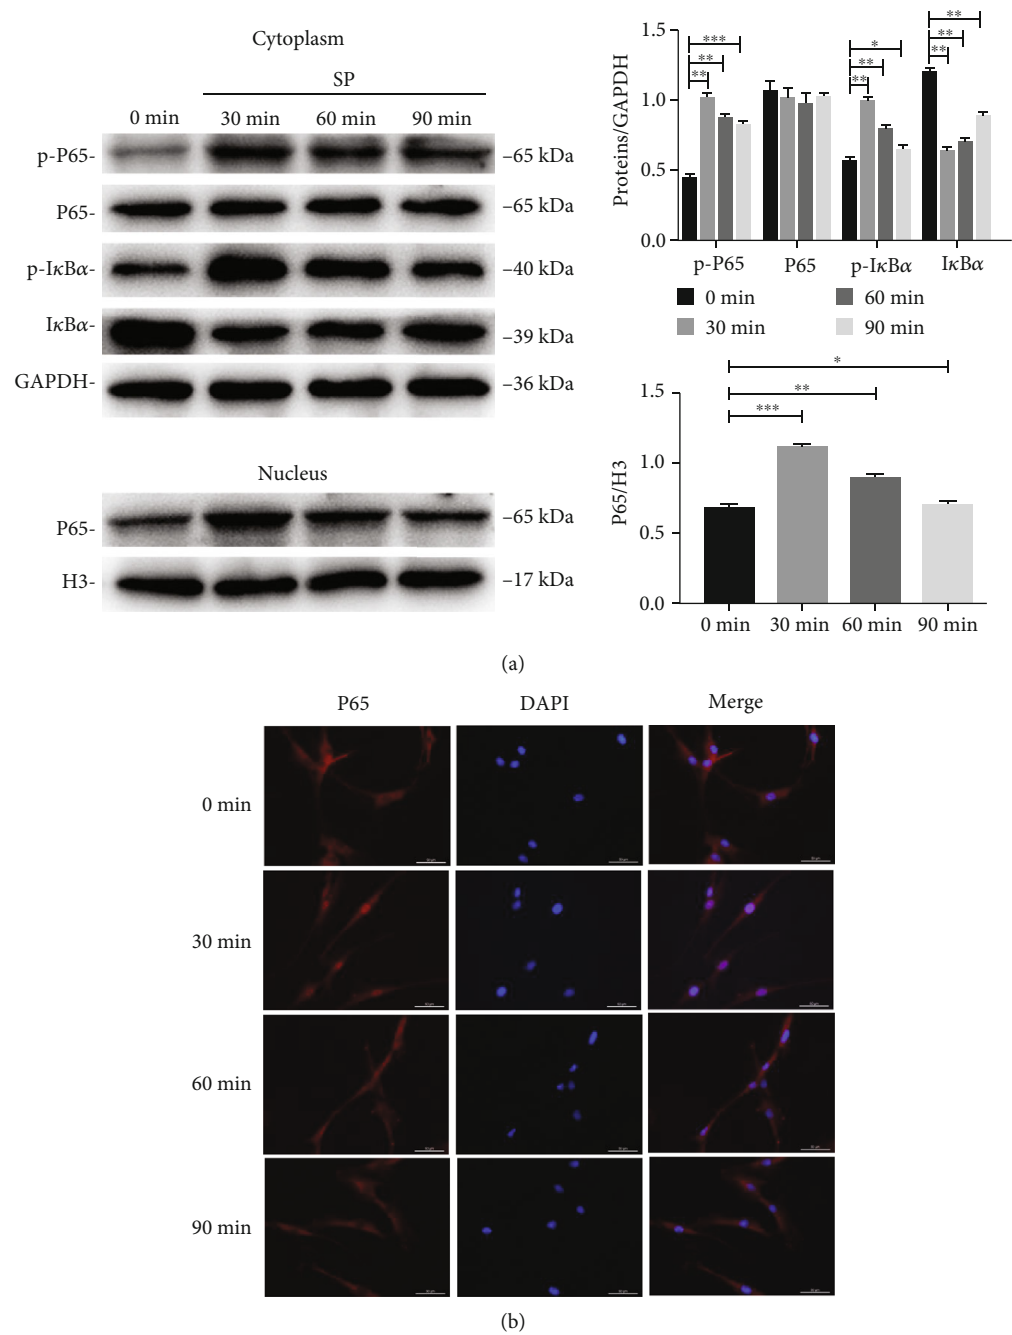 Cytoplasm
SP
0 min 30 min 60 min 90 min
p-P65- –65 kDa
P65- –65 kDa
p-IκBα- –40 kDa
IκBα- –39 kDa
GAPDH- –36 kDa
Nucleus
P65- –65 kDa
H3- –17 kDa
Proteins/GAPDH
1.5
1.0
0.5
0.0
*** ** **
* ** **
** ** **
p-P65 P65 p-IκBα IκBα
0 min 60 min
30 min 90 min
P65/H3
1.5
1.0
0.5
0.0
*
**
***
0 min 30 min 60 min 90 min
(a)
P65 DAPI Merge
0 min
30 min
60 min
90 min
(b)